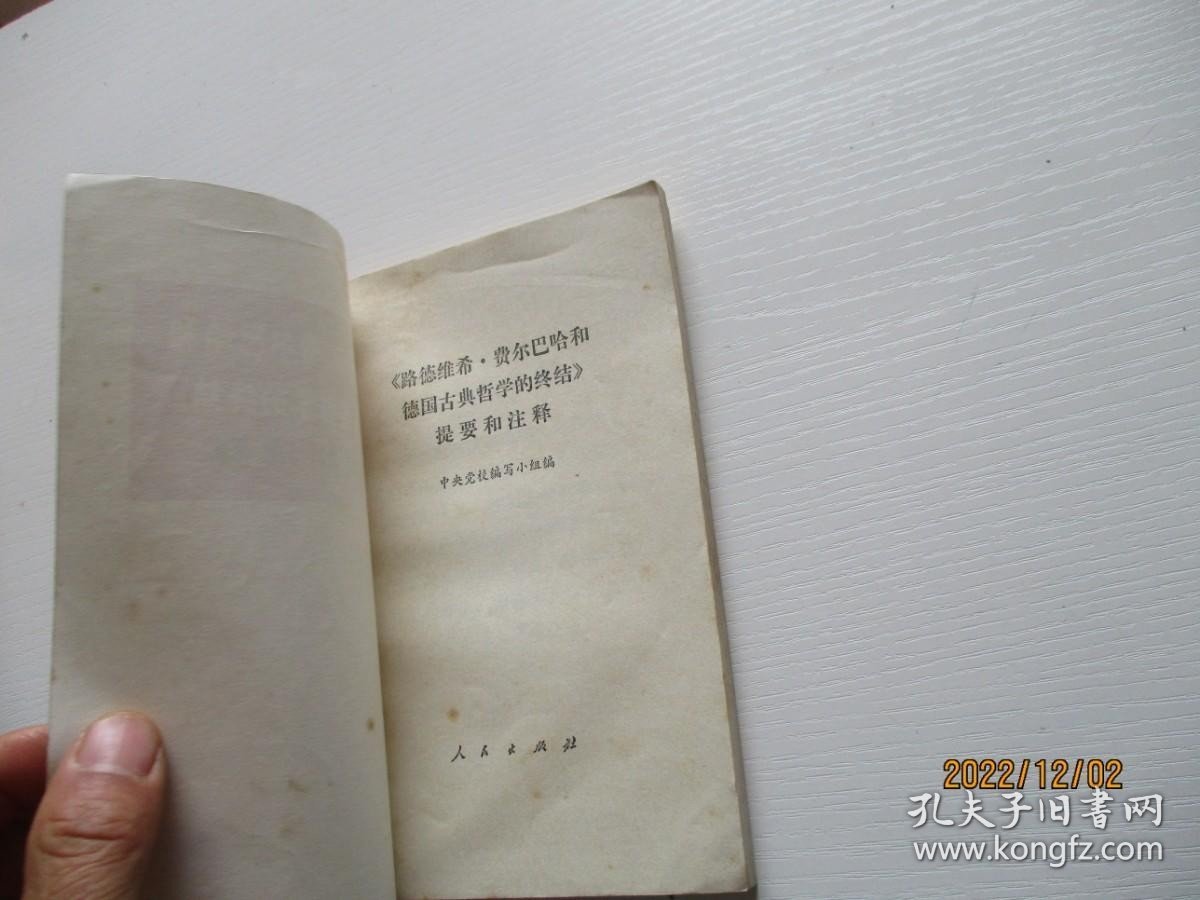 《路德维希·费尔巴哈和
德国古典哲学的终结》
提要和注释
中央党校编写小组编
人民出版社
2022/12/02
孔夫子旧书网
www.kongfz.com